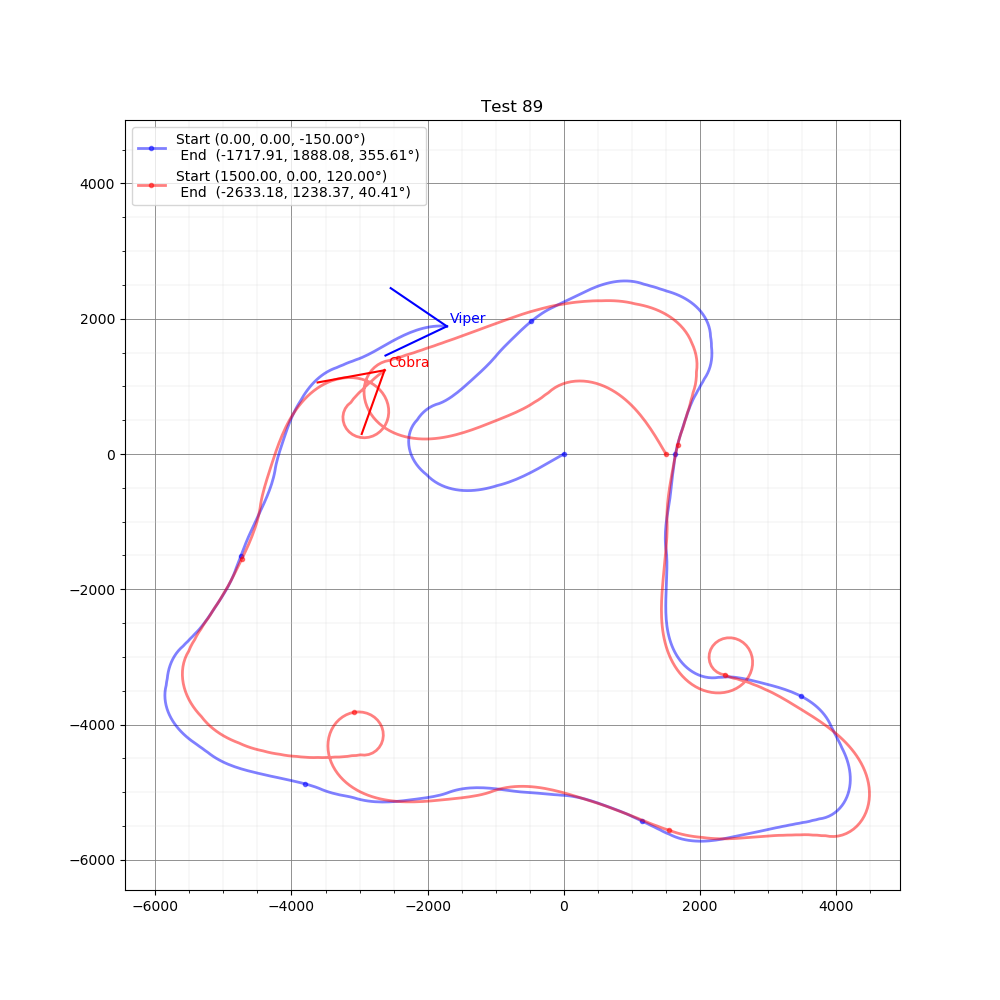 Test 89
Start (0.00, 0.00, -150.00°)
End (-1717.91, 1888.08, 355.61°)
Start (1500.00, 0.00, 120.00°)
End (-2633.18, 1238.37, 40.41°)
Viper
Cobra
4000
2000
0
−2000
−4000
−6000
−6000
−4000
−2000
0
2000
4000